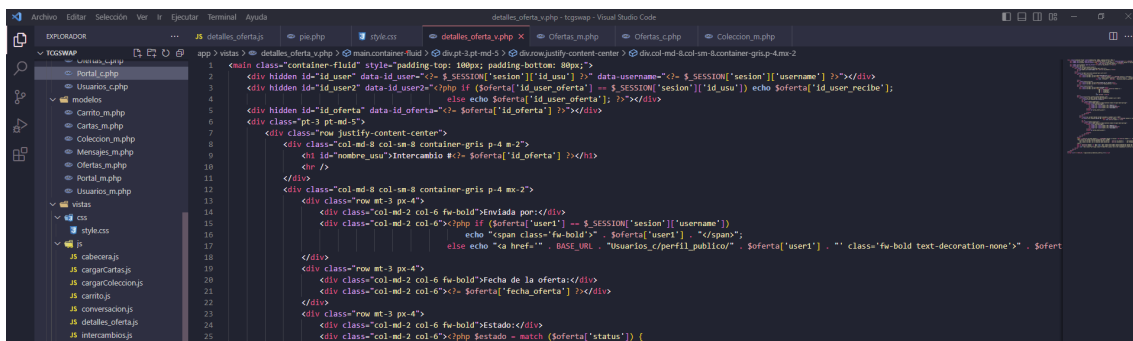 Archivo Editar Selección Ver Ir Ejecutar Terminal Ayuda
detalles_oferta_v.php - tcgswap - Visual Studio Code
EXPLORADOR ...
JS detalles_oferta.js
pie.php
style.css
detalles_oferta_v.php
Ofertas_m.php
Ofertas_c.php
Coleccion_m.php
TCGSWAP
app > vistas > detalles_oferta_v.php > main.container-fluid > div.pt-3.pt-md-5 > div.row.justify-content-center > div.col-md-8.col-sm-8.container-gris.p-4.mx-2
Ofertas_c.php
Portal_c.php
Usuarios_c.php
modelos
Carrito_m.php
Cartas_m.php
Coleccion_m.php
Mensajes_m.php
Ofertas_m.php
Portal_m.php
Usuarios_m.php
vistas
css
style.css
js
JS cabecera.js
JS cargarCartas.js
JS cargarColeccion.js
JS carrito.js
JS conversacion.js
JS detalles_oferta.js
JS intercambios.js
1 <main class="container-fluid" style="padding-top: 100px; padding-bottom: 80px;">
2 <div hidden id="id_user" data-id_user="<?= $_SESSION['sesion']['id_usu'] ?>" data-username="<?= $_SESSION['sesion']['username'] ?>"></div>
3 <div hidden id="id_user2" data-id_user2="<?php if ($oferta['id_user_oferta'] == $_SESSION['sesion']['id_usu']) echo $oferta['id_user_recibe'];
4 else echo $oferta['id_user_oferta']; ?>"></div>
5 <div hidden id="id_oferta" data-id_oferta="<?= $oferta['id_oferta'] ?>"></div>
6 <div class="pt-3 pt-md-5">
7 <div class="row justify-content-center">
8 <div class="col-md-8 col-sm-8 container-gris p-4 m-2">
9 <h1 id="nombre_usu">Intercambio #<?= $oferta['id_oferta'] ?></h1>
10 <hr />
11 </div>
12 <div class="col-md-8 col-sm-8 container-gris p-4 mx-2">
13 <div class="row mt-3 px-4">
14 <div class="col-md-2 col-6 fw-bold">Enviada por:</div>
15 <div class="col-md-2 col-6"><?php if ($oferta['user1'] == $_SESSION['sesion']['username'])
16 echo "<span class='fw-bold'>" . $oferta['user1'] . "</span>";
17 else echo "<a href='" . BASE_URL . "Usuarios_c/perfil_publico/" . $oferta['user1'] . "' class='fw-bold text-decoration-none'>" . $ofert
18 </div>
19 <div class="row mt-3 px-4">
20 <div class="col-md-2 col-6 fw-bold">Fecha de la oferta:</div>
21 <div class="col-md-2 col-6"><?= $oferta['fecha_oferta'] ?></div>
22 </div>
23 <div class="row mt-3 px-4">
24 <div class="col-md-2 col-6 fw-bold">Estado:</div>
25 <div class="col-md-2 col-6"><?php $estado = match ($oferta['status']) {